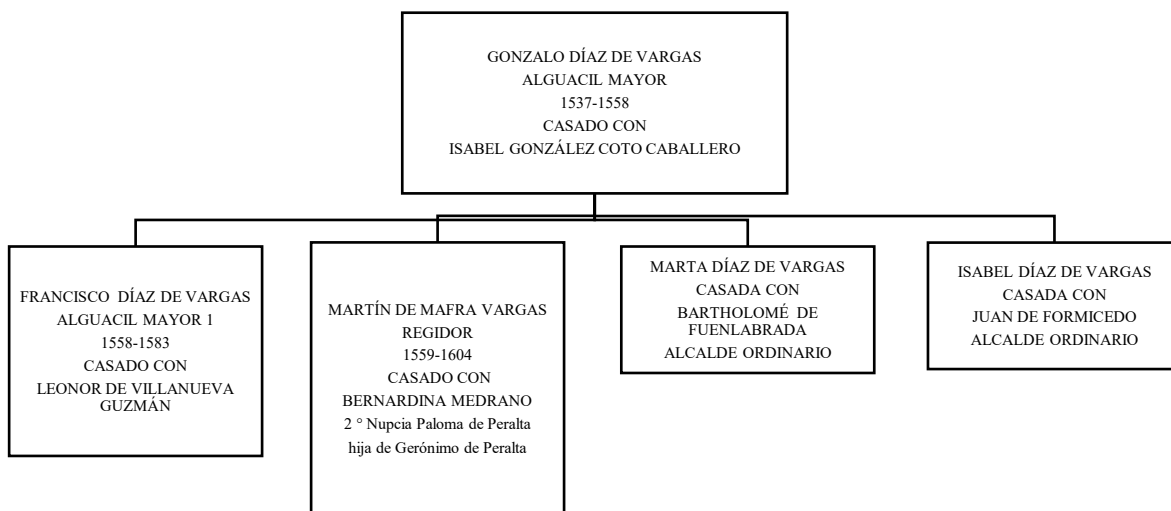 GONZALO DÍAZ DE VARGAS
ALGUACIL MAYOR
1537-1558
CASADO CON
ISABEL GONZÁLEZ COTO CABALLERO
FRANCISCO DÍAZ DE VARGAS
ALGUACIL MAYOR 1
1558-1583
CASADO CON
LEONOR DE VILLANUEVA
GUZMÁN
MARTÍN DE MAFRA VARGAS
REGIDOR
1559-1604
CASADO CON
BERNARDINA MEDRANO
2 ° Nupcia Paloma de Peralta
hija de Gerónimo de Peralta
MARTA DÍAZ DE VARGAS
CASADA CON
BARTHOLOMÉ DE
FUENLABRADA
ALCALDE ORDINARIO
ISABEL DÍAZ DE VARGAS
CASADA CON
JUAN DE FORMICEDO
ALCALDE ORDINARIO